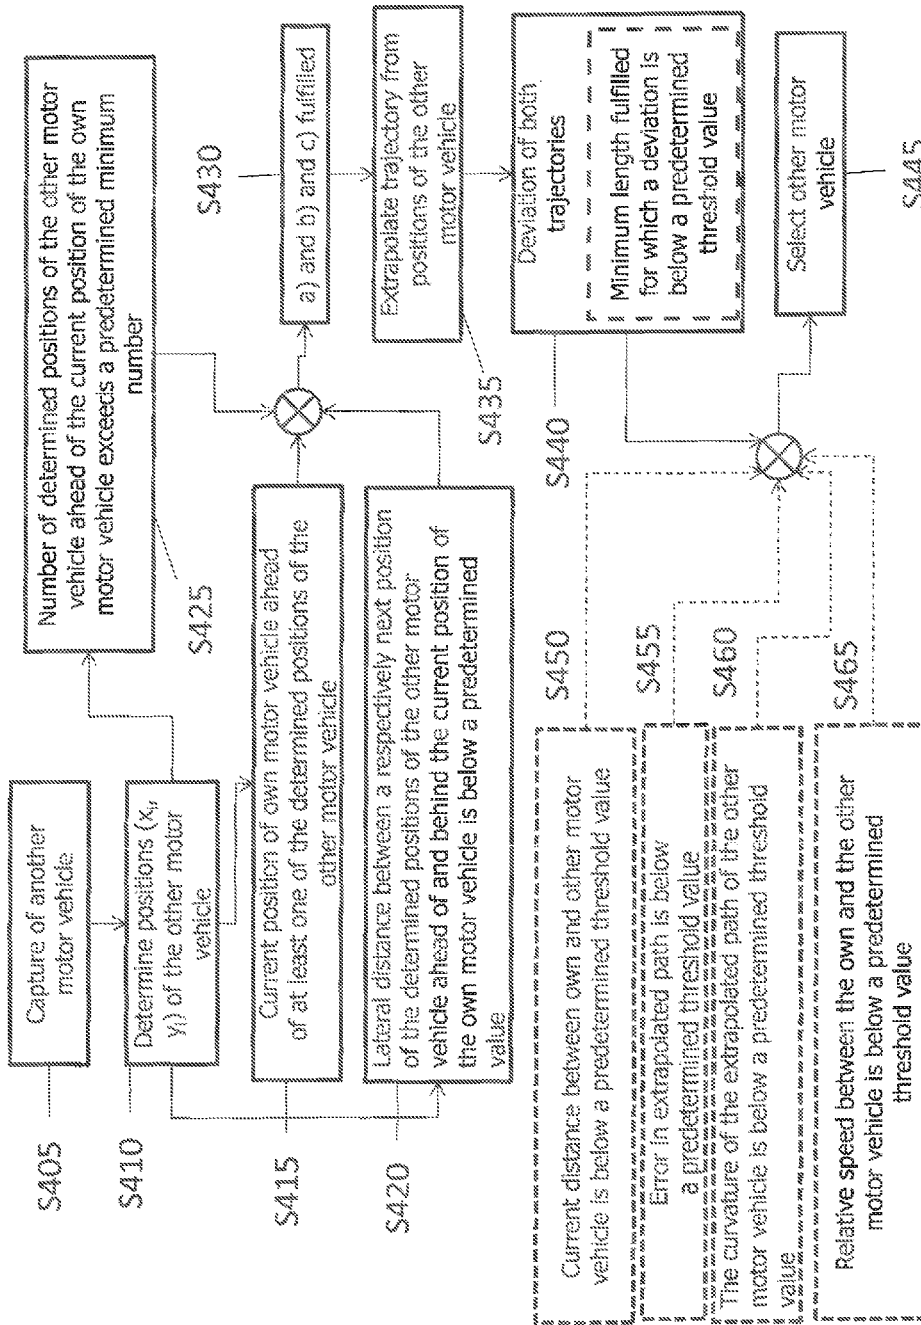 S405
Capture of another
motor vehicle
S410
Determine positions (xi,
yi) of the other motor
vehicle
S415
Current position of own motor vehicle ahead
of at least one of the determined positions of the
other motor vehicle
S420
Lateral distance between a respectively next position
of the determined positions of the other motor
vehicle ahead of and behind the current position of
the own motor vehicle is below a predetermined
value
Number of determined positions of the other motor
vehicle ahead of the current position of the own
motor vehicle exceeds a predetermined minimum
number
S425
S430
a) and b) and c) fulfilled
Extrapolate trajectory from
positions of the other
motor vehicle
S435
Deviation of both
trajectories
Minimum length fulfilled
for which a deviation is
below a predetermined
threshold value
S440
Select other motor
vehicle
S445
S450
Current distance between own and other motor
vehicle is below a predetermined threshold value
S455
Error in extrapolated path is below
a predetermined threshold value
S460
The curvature of the extrapolated path of the other
motor vehicle is below a predetermined threshold
value
S465
Relative speed between the own and the other
motor vehicle is below a predetermined
threshold value